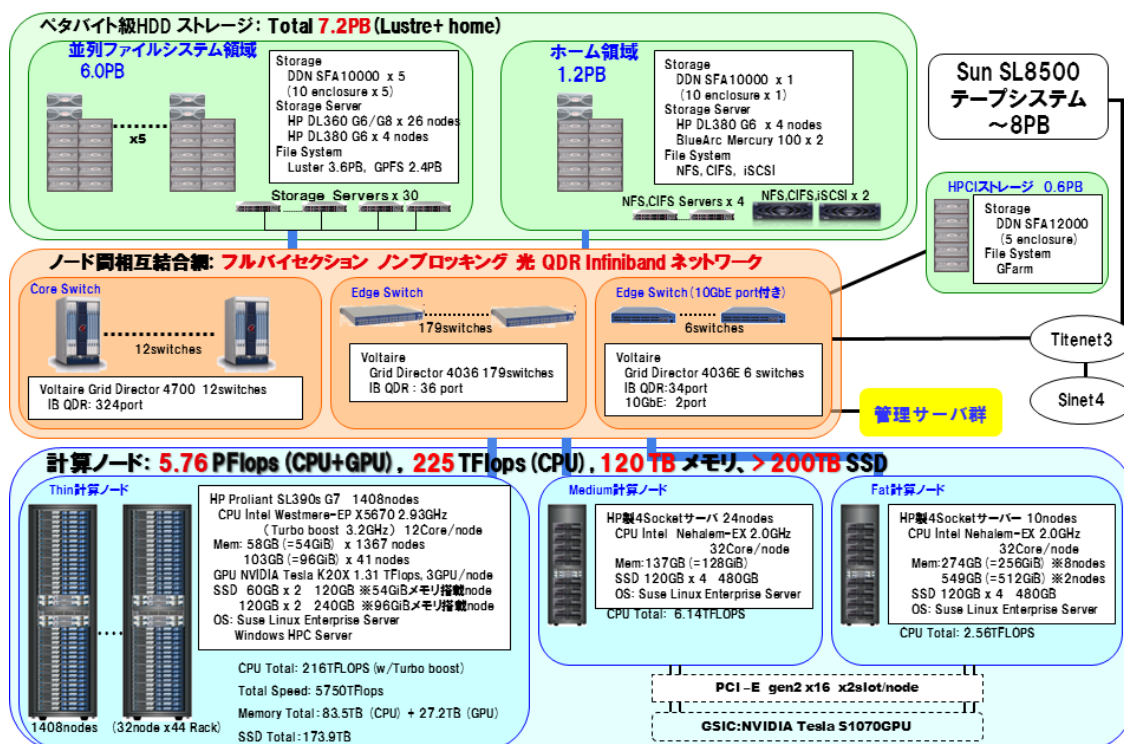 ペタバイト級HDD ストレージ: Total 7.2PB (Lustre+ home)
並列ファイルシステム領域
6.0PB
x5
Storage
DDN SFA10000 x 5
(10 enclosure x 5)
Storage Server
HP DL360 G6/G8 x 26 nodes
HP DL380 G6 x 4 nodes
File System
Luster 3.6PB, GPFS 2.4PB
Storage Servers x 30
ホーム領域
1.2PB
Storage
DDN SFA10000 x 1
(10 enclosure x 1)
Storage Server
HP DL380 G6 x 4 nodes
BlueArc Mercury 100 x 2
File System
NFS, CIFS, iSCSI
NFS,CIFS Servers x 4
NFS,CIFS,iSCSI x 2
Sun SL8500
テープシステム
～8PB
HPCIストレージ 0.6PB
Storage
DDN SFA12000
(5 enclosure)
File System
GFarm
ノード間相互結合網: フルバイセクション ノンブロッキング 光 QDR Infiniband ネットワーク
Core Switch
12switches
Voltaire Grid Director 4700 12switches
IB QDR: 324port
Edge Switch
179switches
Voltaire
Grid Director 4036 179switches
IB QDR : 36 port
Edge Switch(10GbE port付き)
6switches
Voltaire
Grid Director 4036E 6 switches
IB QDR:34port
10GbE: 2port
Titenet3
SInet4
管理サーバ群
計算ノード: 5.76 PFlops (CPU+GPU) , 225 TFlops (CPU) , 120 TB メモリ、> 200TB SSD
Thin計算ノード
HP Proliant SL390s G7 1408nodes
CPU Intel Westmere-EP X5670 2.93GHz
(Turbo boost 3.2GHz) 12Core/node
Mem: 58GB (=54GiB) x 1367 nodes
103GB (=96GiB) x 41 nodes
GPU NVIDIA Tesla K20X 1.31 TFlops, 3GPU/node
SSD 60GB x 2 120GB ※54GiBメモリ搭載node
120GB x 2 240GB ※96GiBメモリ搭載node
OS: Suse Linux Enterprise Server
Windows HPC Server
CPU Total: 216TFLOPS (w/Turbo boost)
Total Speed: 5750TFlops
Memory Total: 83.5TB (CPU) + 27.2TB (GPU)
SSD Total: 173.9TB
1408nodes (32node x44 Rack)
Medium計算ノード
HP製4Socketサーバ 24nodes
CPU Intel Nehalem-EX 2.0GHz
32Core/node
Mem:137GB (=128GiB)
SSD 120GB x 4 480GB
OS: Suse Linux Enterprise Server
CPU Total: 6.14TFLOPS
Fat計算ノード
HP製4Socketサーバー 10nodes
CPU Intel Nehalem-EX 2.0GHz
32Core/node
Mem:274GB (=256GiB) ※8nodes
549GB (=512GiB) ※2nodes
SSD 120GB x 4 480GB
OS: Suse Linux Enterprise Server
CPU Total: 2.56TFLOPS
PCI –E gen2 x16 x2slot/node
GSIC:NVIDIA Tesla S1070GPU